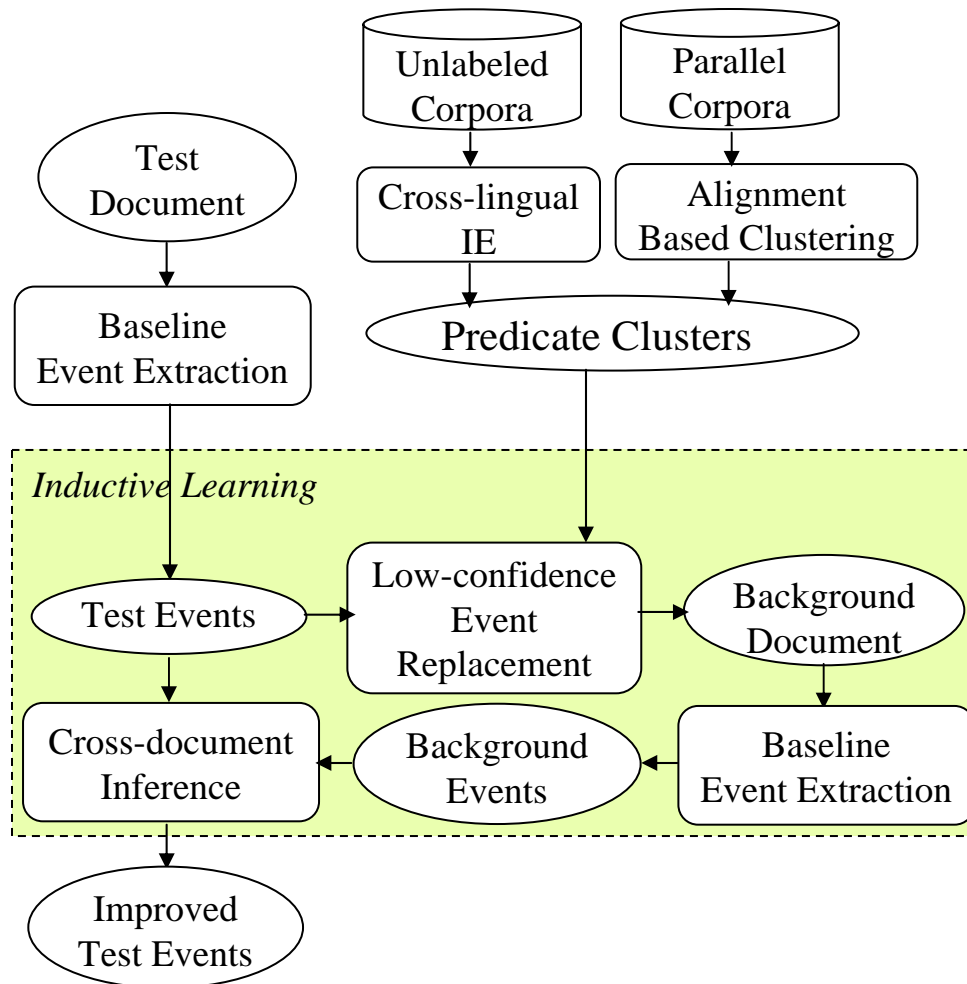 Unlabeled
Corpora
Parallel
Corpora
Test
Document
Cross-lingual
IE
Alignment
Based Clustering
Baseline
Event Extraction
Predicate Clusters
Inductive Learning
Test Events
Low-confidence
Event
Replacement
Background
Document
Cross-document
Inference
Background
Events
Baseline
Event Extraction
Improved
Test Events